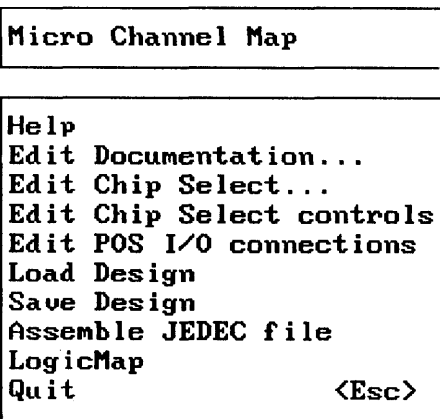 Micro Channel Map
Help
Edit Documentation...
Edit Chip Select...
Edit Chip Select controls
Edit POS I/O connections
Load Design
Save Design
Assemble JEDEC file
LogicMap
Quit <Esc>